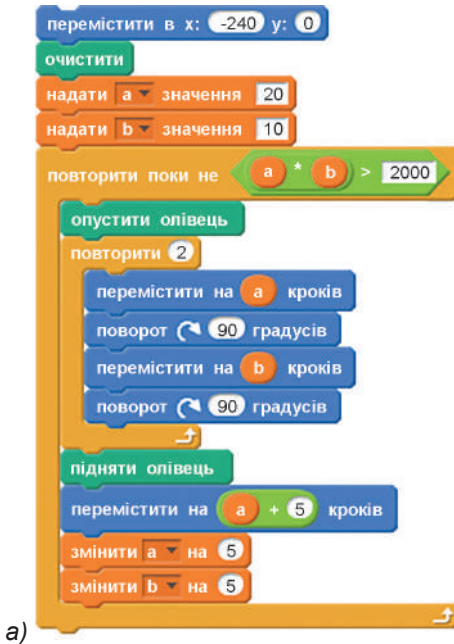 перемістити в x: -240 y: 0
очистити
надати a значення 20
надати b значення 10
повторити поки не a * b > 2000
опустити олівець
повторити 2
перемістити на a кроків
поворот 90 градусів
перемістити на b кроків
поворот 90 градусів
підняти олівець
перемістити на a + 5 кроків
змінити a на 5
змінити b на 5
а)